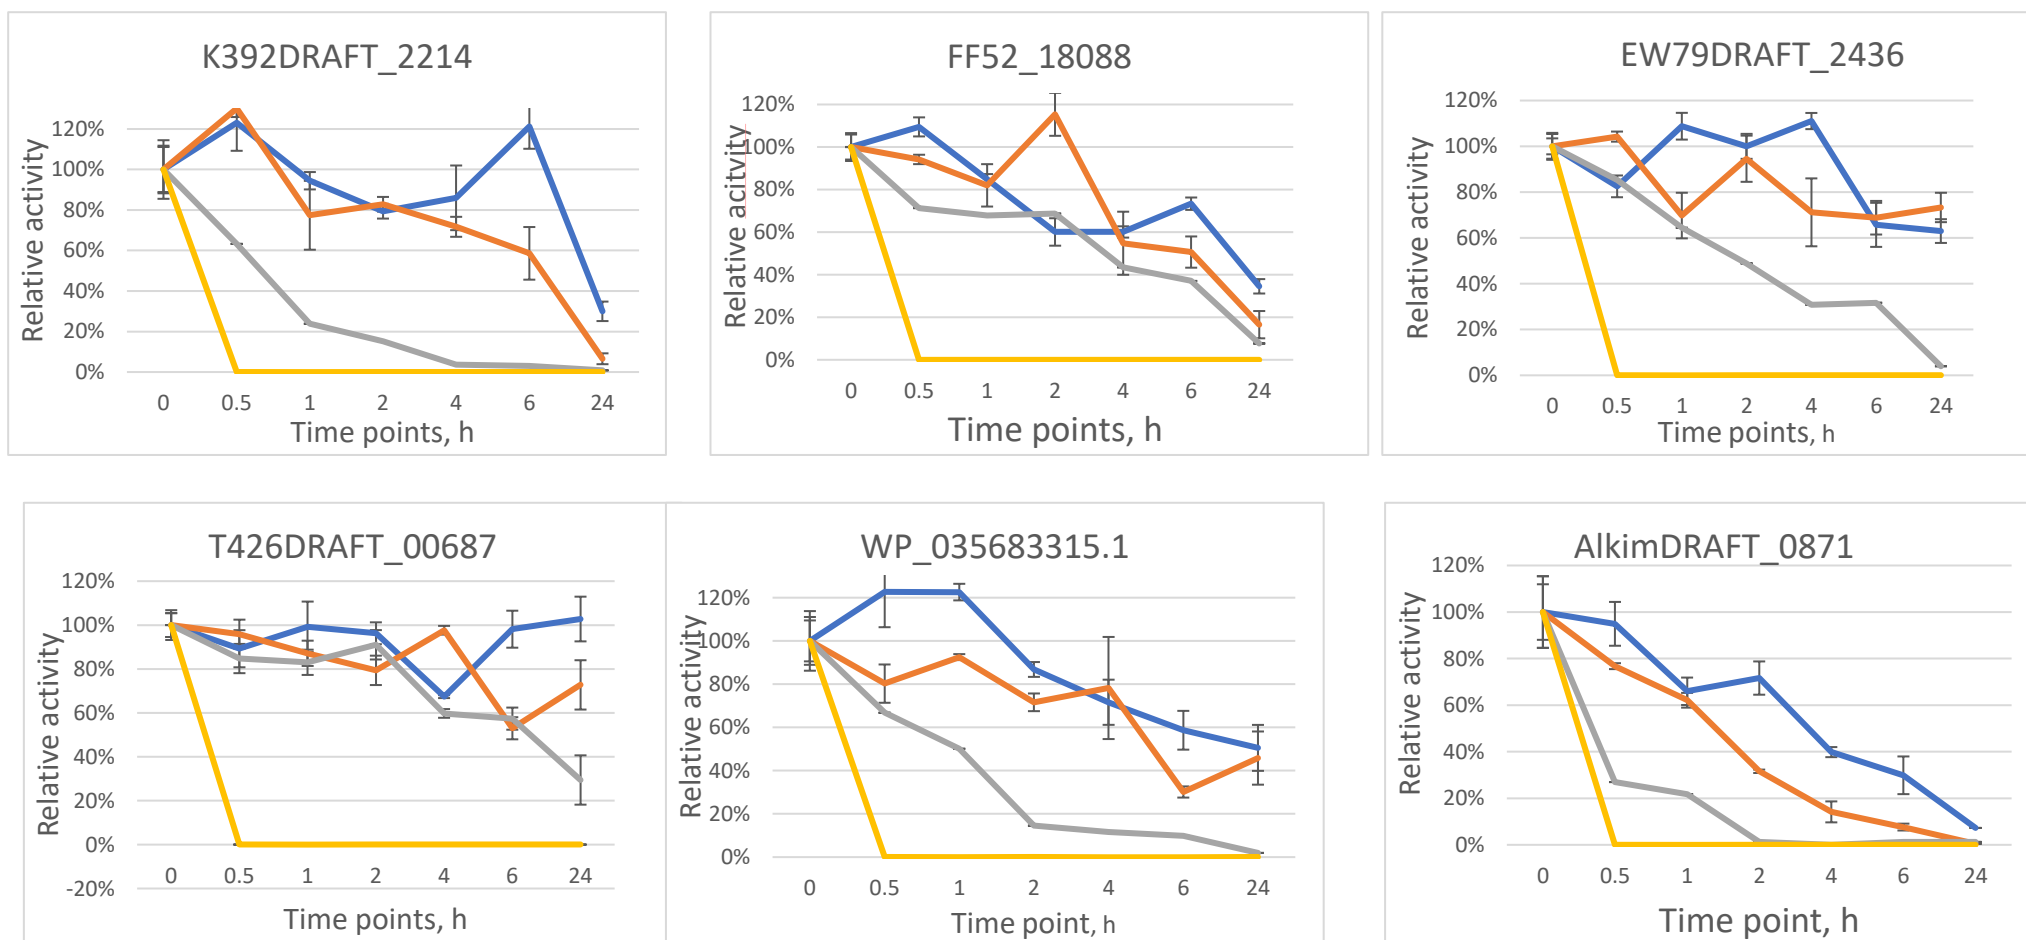 K392DRAFT_2214
Relative activity
120%
100%
80%
60%
40%
20%
0%
0 0.5 1 2 4 6 24
Time points, h
FF52_18088
Relative acitvity
120%
100%
80%
60%
40%
20%
0%
0 0.5 1 2 4 6 24
Time points, h
EW79DRAFT_2436
Relative activity
120%
100%
80%
60%
40%
20%
0%
0 0.5 1 2 4 6 24
Time points, h
T426DRAFT_00687
Relative activity
120%
100%
80%
60%
40%
20%
0%
-20%
0 0.5 1 2 4 6 24
Time points, h
WP_035683315.1
Relative activity
120%
100%
80%
60%
40%
20%
0%
0 0.5 1 2 4 6 24
Time point, h
AlkimDRAFT_0871
Relative activity
120%
100%
80%
60%
40%
20%
0%
0 0.5 1 2 4 6 24
Time point, h